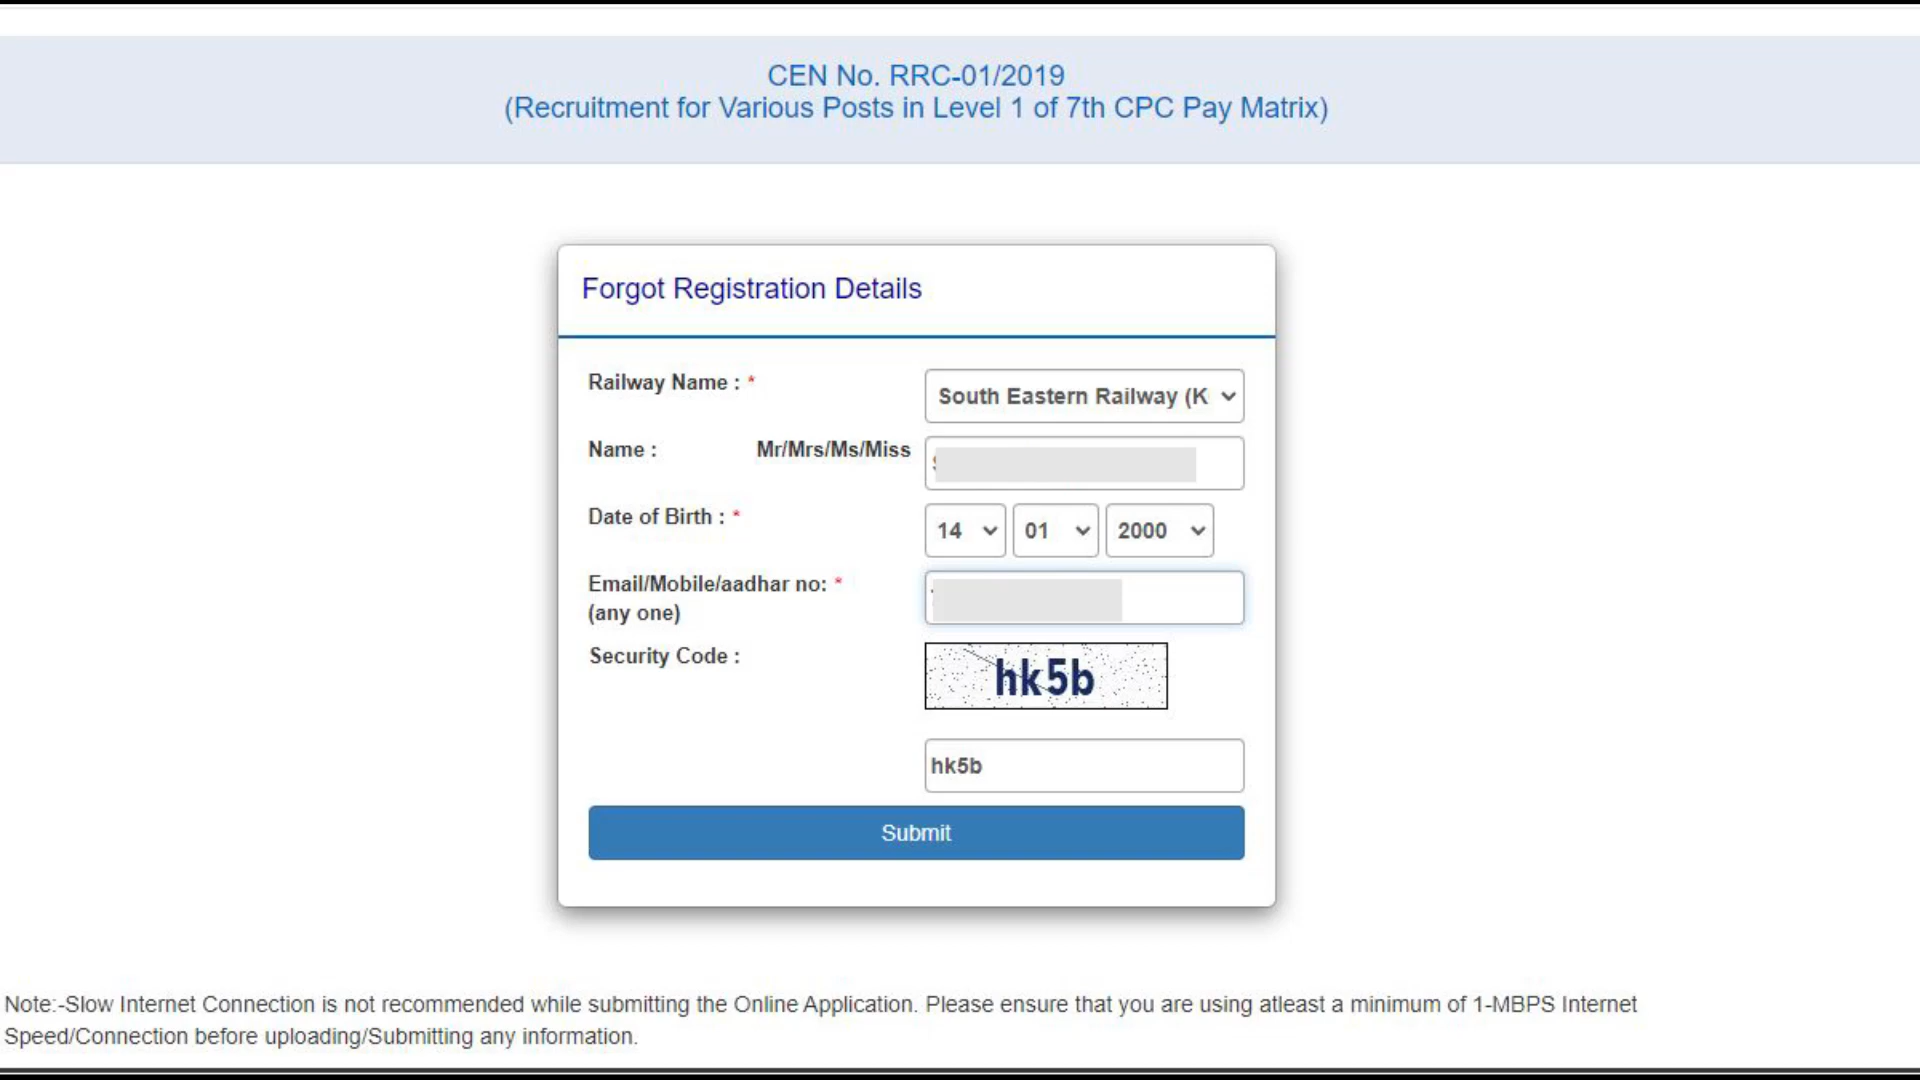 CEN No. RRC-01/2019
(Recruitment for Various Posts in Level 1 of 7th CPC Pay Matrix)
Forgot Registration Details
Railway Name : * South Eastern Railway (K
Name : Mr/Mrs/Ms/Miss
Date of Birth : * 14 01 2000
Email/Mobile/aadhar no: *
(any one)
Security Code : hk5b
hk5b
Submit
Note:-Slow Internet Connection is not recommended while submitting the Online Application. Please ensure that you are using atleast a minimum of 1-MBPS Internet
Speed/Connection before uploading/Submitting any information.